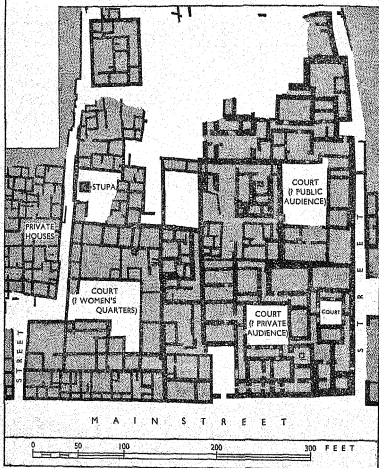 STUPA
COURT
(? PUBLIC
AUDIENCE)
PRIVATE
HOUSES
COURT
(? WOMEN'S
QUARTERS)
COURT
(? PRIVATE
AUDIENCE)
COURT
STREET
STREET
MAIN STREET
0 50 100 200 300 FEET